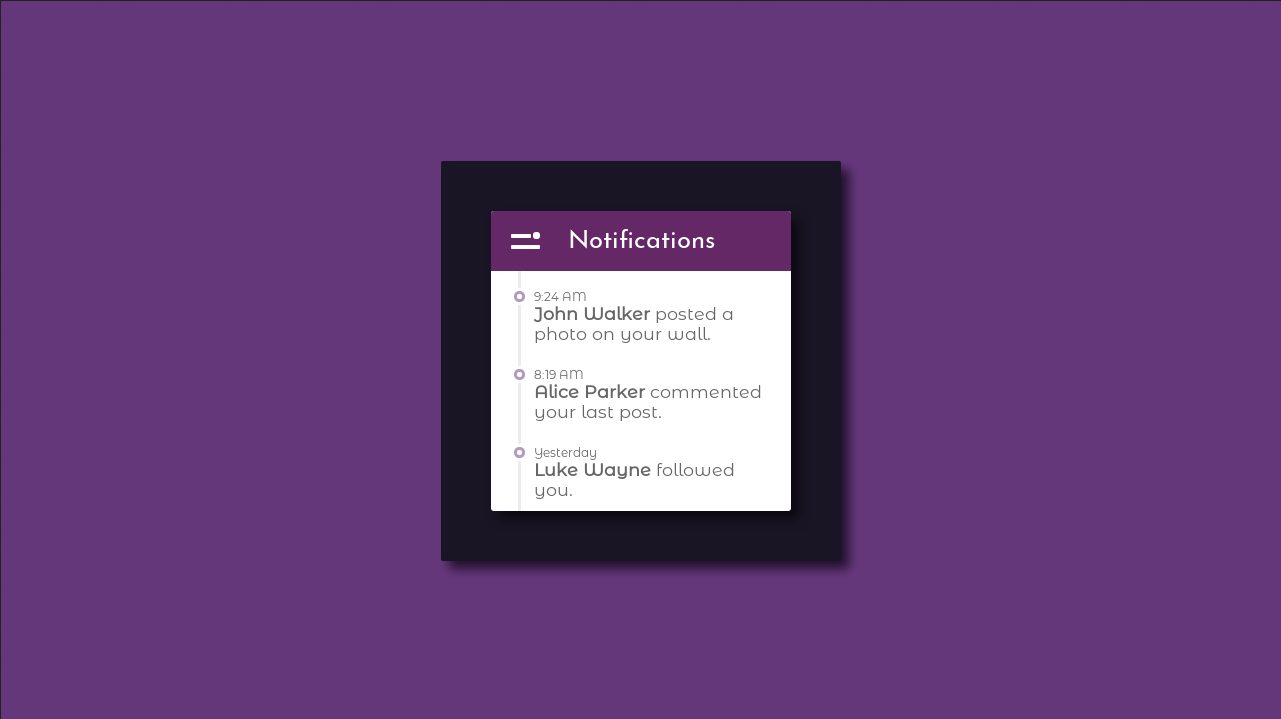 Notifications
9:24 AM
John Walker posted a
photo on your wall.
8:19 AM
Alice Parker commented
your last post.
Yesterday
Luke Wayne followed
you.